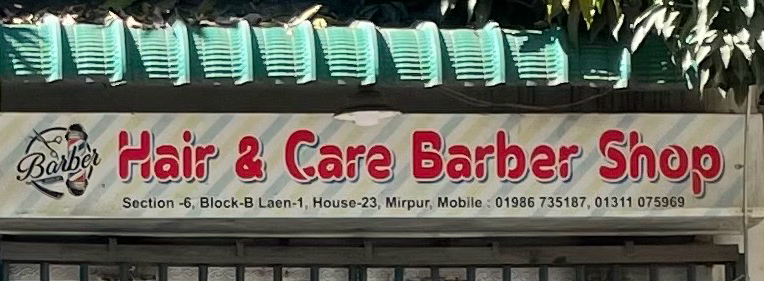 Barber
Hair & Care Barber Shop
Section -6, Block-B Laen-1, House-23, Mirpur, Mobile : 01986 735187, 01311 075969